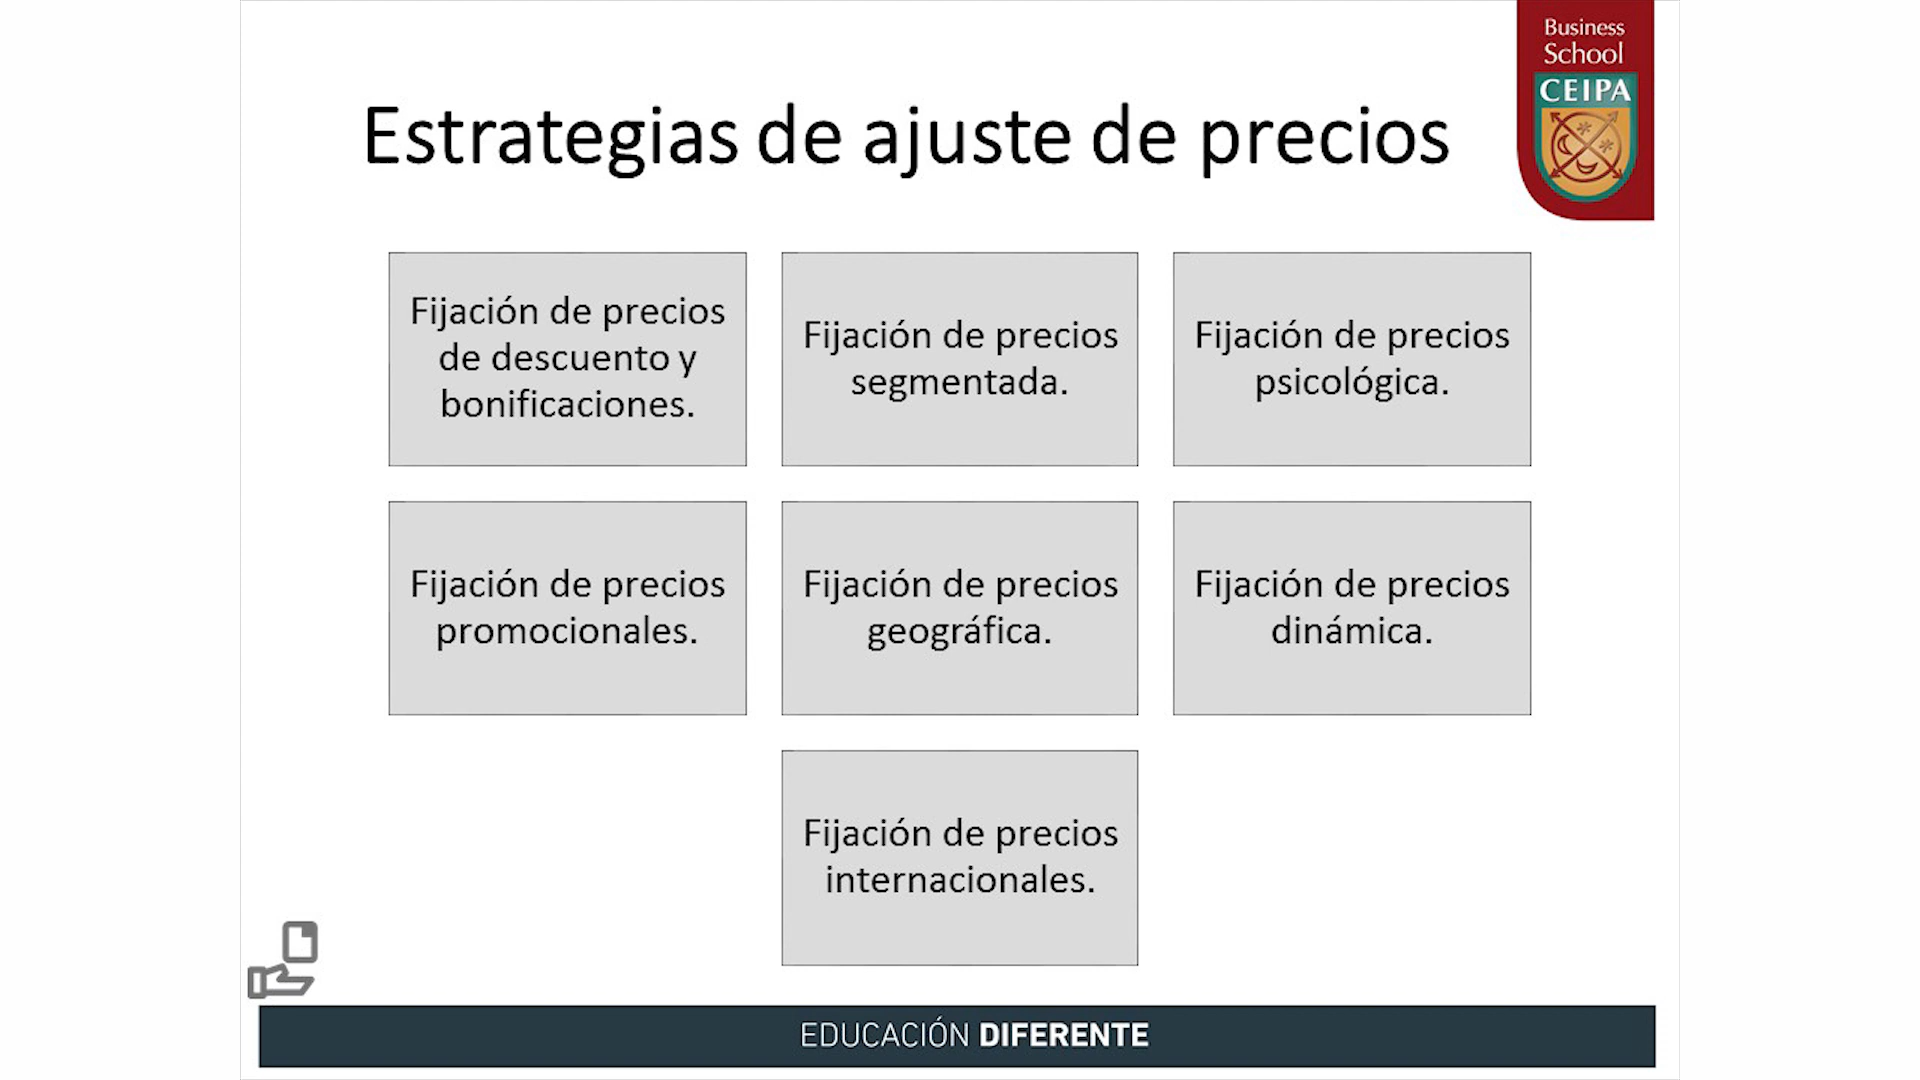 Business
School
CEIPA
Estrategias de ajuste de precios
Fijación de precios
de descuento y
bonificaciones.
Fijación de precios
segmentada.
Fijación de precios
psicológica.
Fijación de precios
promocionales.
Fijación de precios
geográfica.
Fijación de precios
dinámica.
Fijación de precios
internacionales.
EDUCACIÓN DIFERENTE